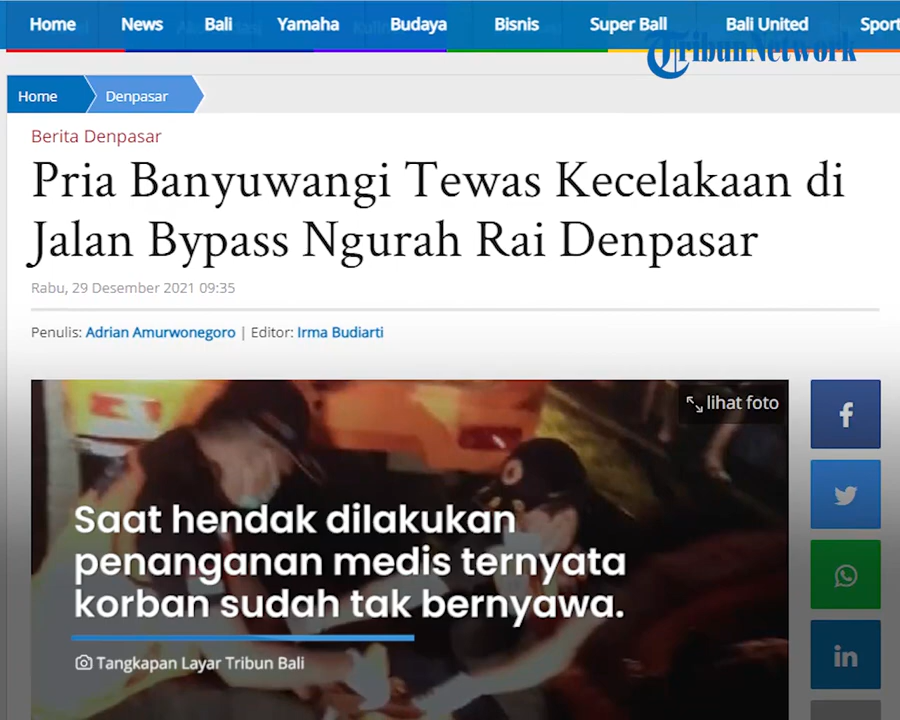 Home News Bali Yamaha Budaya Bisnis Super Ball Bali United Sport
TribunNetwork
Home Denpasar
Berita Denpasar
Pria Banyuwangi Tewas Kecelakaan di
Jalan Bypass Ngurah Rai Denpasar
Rabu, 29 Desember 2021 09:35
Penulis: Adrian Amurwonegoro | Editor: Irma Budiarti
lihat foto
Saat hendak dilakukan
penanganan medis ternyata
korban sudah tak bernyawa.
Tangkapan Layar Tribun Bali